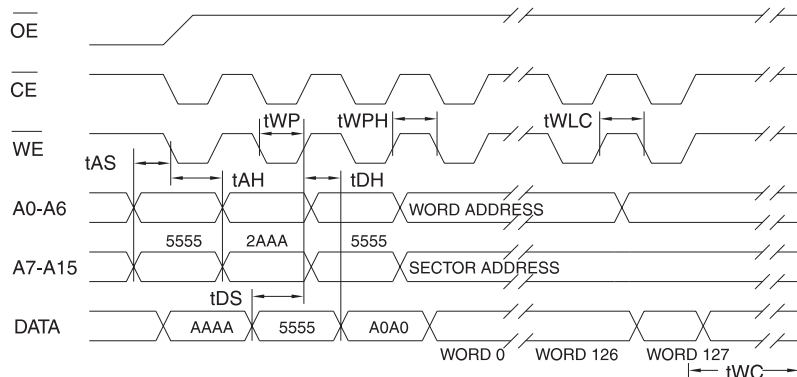 OE
CE
tWP tWPH tWLC
WE
tAS
tAH tDH
A0-A6 WORD ADDRESS
5555 2AAA 5555
A7-A15 SECTOR ADDRESS
tDS
DATA AAAA 5555 A0A0
WORD 0 WORD 126 WORD 127
tWC